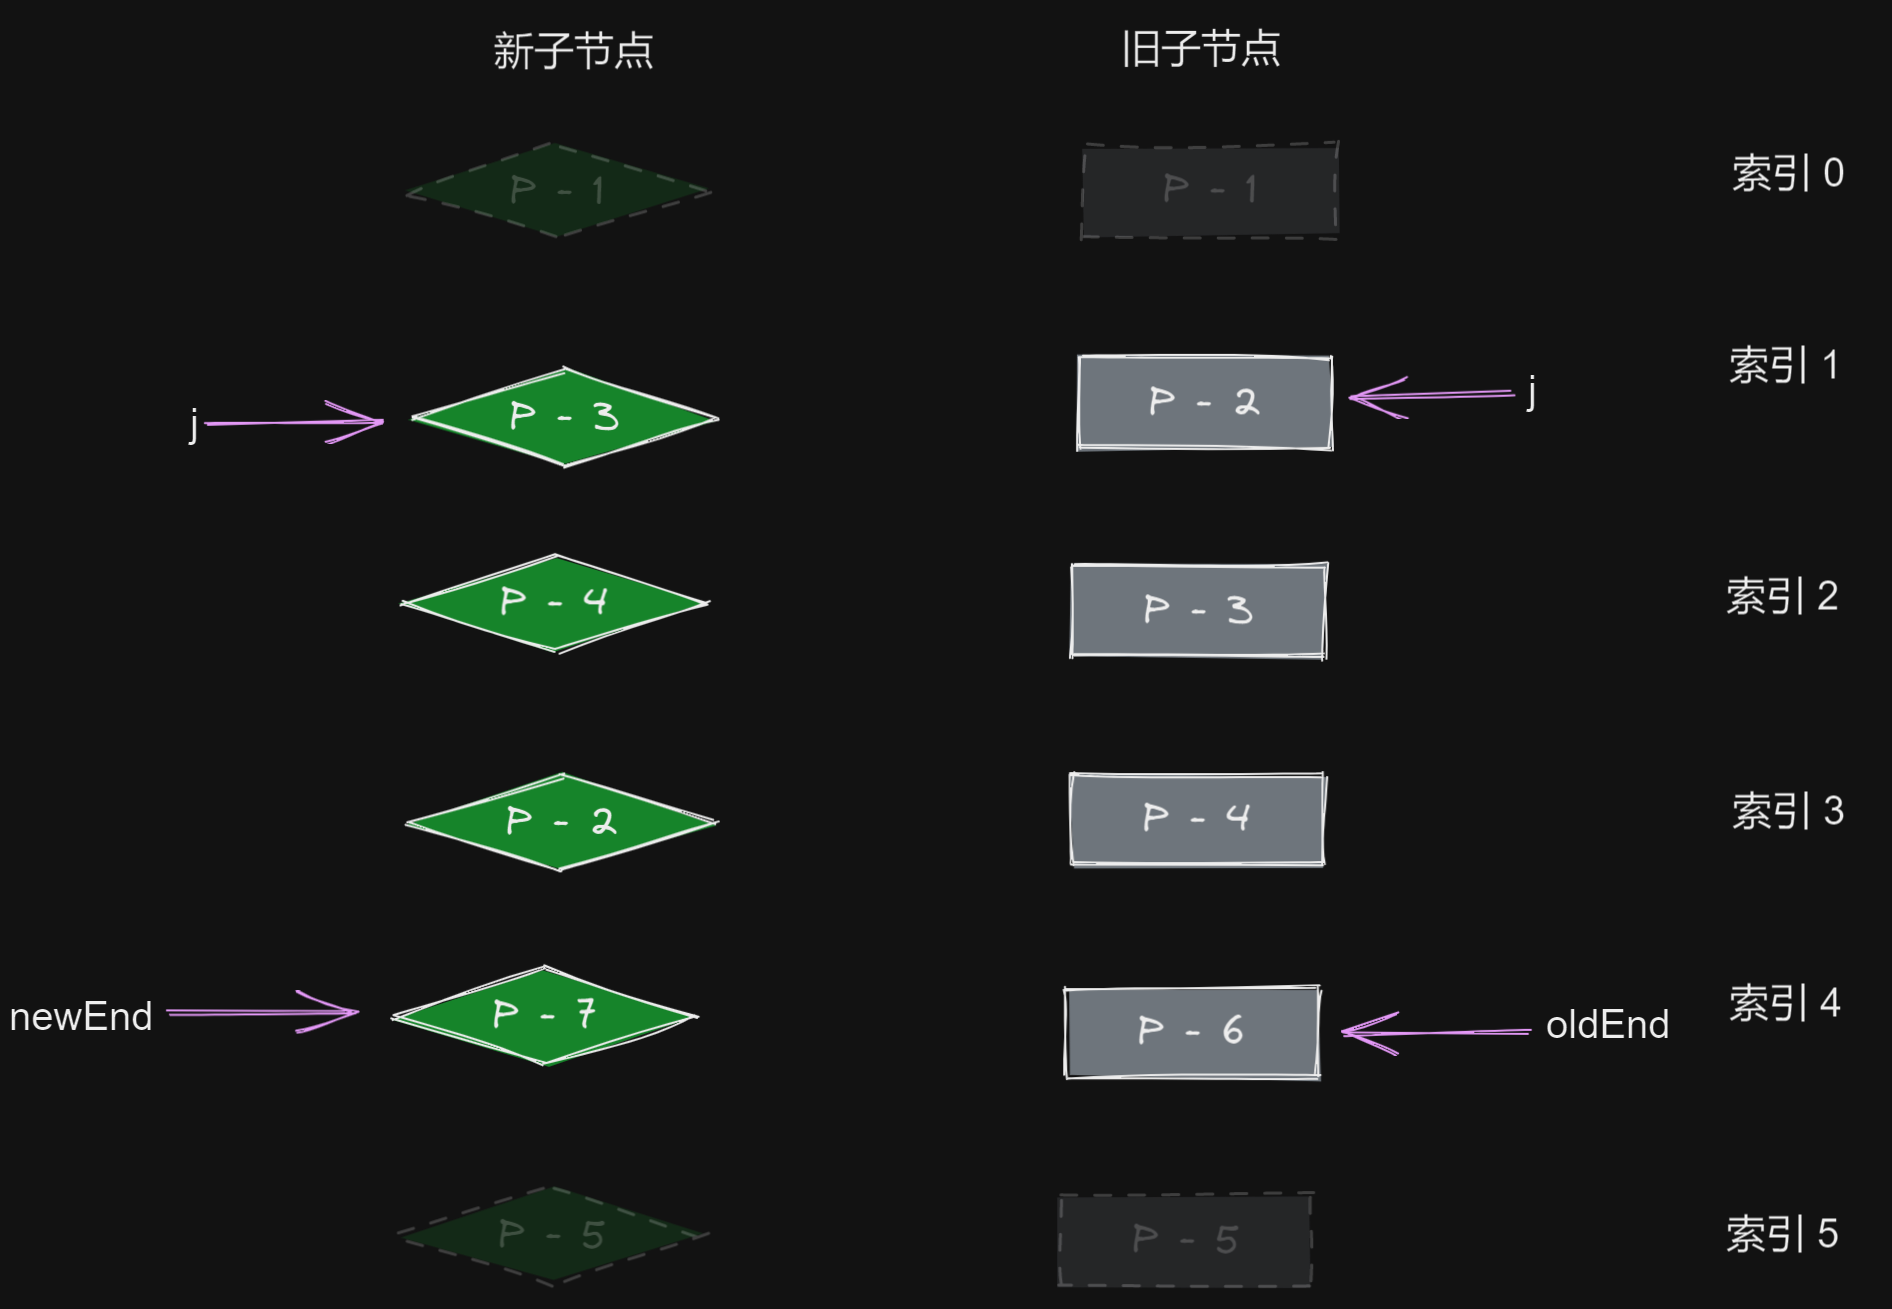 新子节点
旧子节点
P - 1
P - 1
索引 0
j
P - 3
P - 2
j
索引 1
P - 4
P - 3
索引 2
P - 2
P - 4
索引 3
newEnd
P - 7
P - 6
oldEnd
索引 4
P - 5
P - 5
索引 5